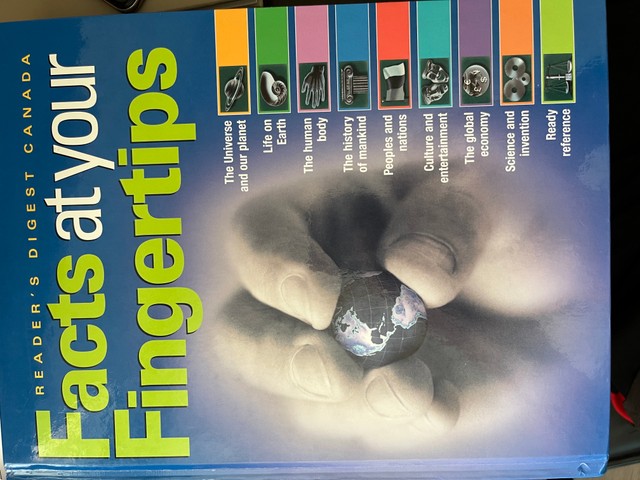 READER'S DIGEST CANADA
Facts at your
Fingertips
The Universe
and our planet
Life on
Earth
The human
body
The history
of mankind
Peoples and
nations
Culture and
entertainment
The global
economy
Science and
invention
Ready
reference